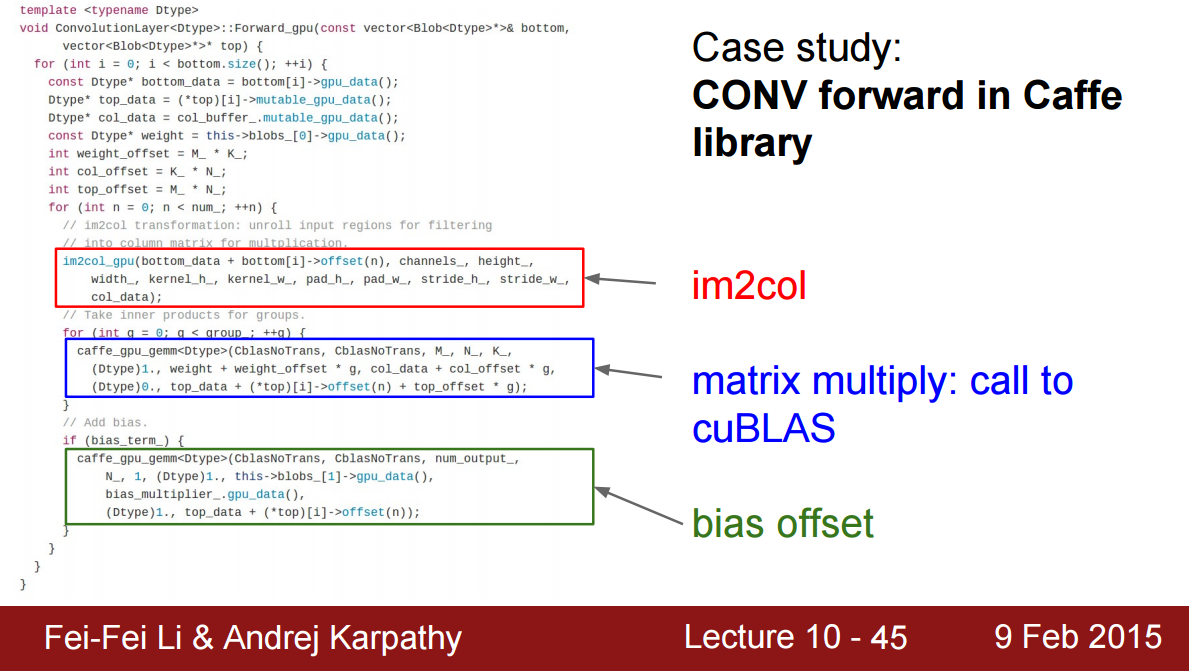 template <typename Dtype>
void ConvolutionLayer<Dtype>::Forward_gpu(const vector<Blob<Dtype>*>& bottom,
vector<Blob<Dtype>*>* top) {
for (int i = 0; i < bottom.size(); ++i) {
const Dtype* bottom_data = bottom[i]->gpu_data();
Dtype* top_data = (*top)[i]->mutable_gpu_data();
Dtype* col_data = col_buffer_.mutable_gpu_data();
const Dtype* weight = this->blobs_[0]->gpu_data();
int weight_offset = M_ * K_;
int col_offset = K_ * N_;
int top_offset = M_ * N_;
for (int n = 0; n < num_; ++n) {
// im2col transformation: unroll input regions for filtering
// into column matrix for multplication.
im2col_gpu(bottom_data + bottom[i]->offset(n), channels_, height_,
width_, kernel_h_, kernel_w_, pad_h_, pad_w_, stride_h_, stride_w_,
col_data);
// Take inner products for groups.
for (int g = 0; g < group_; ++g) {
caffe_gpu_gemm<Dtype>(CblasNoTrans, CblasNoTrans, M_, N_, K_,
(Dtype)1., weight + weight_offset * g, col_data + col_offset * g,
(Dtype)0., top_data + (*top)[i]->offset(n) + top_offset * g);
}
// Add bias.
if (bias_term_) {
caffe_gpu_gemm<Dtype>(CblasNoTrans, CblasNoTrans, num_output_,
N_, 1, (Dtype)1., this->blobs_[1]->gpu_data(),
bias_multiplier_.gpu_data(),
(Dtype)1., top_data + (*top)[i]->offset(n));
}
}
}
}
Case study:
CONV forward in Caffe
library
im2col
matrix multiply: call to
cuBLAS
bias offset
Fei-Fei Li & Andrej Karpathy
Lecture 10 - 45
9 Feb 2015